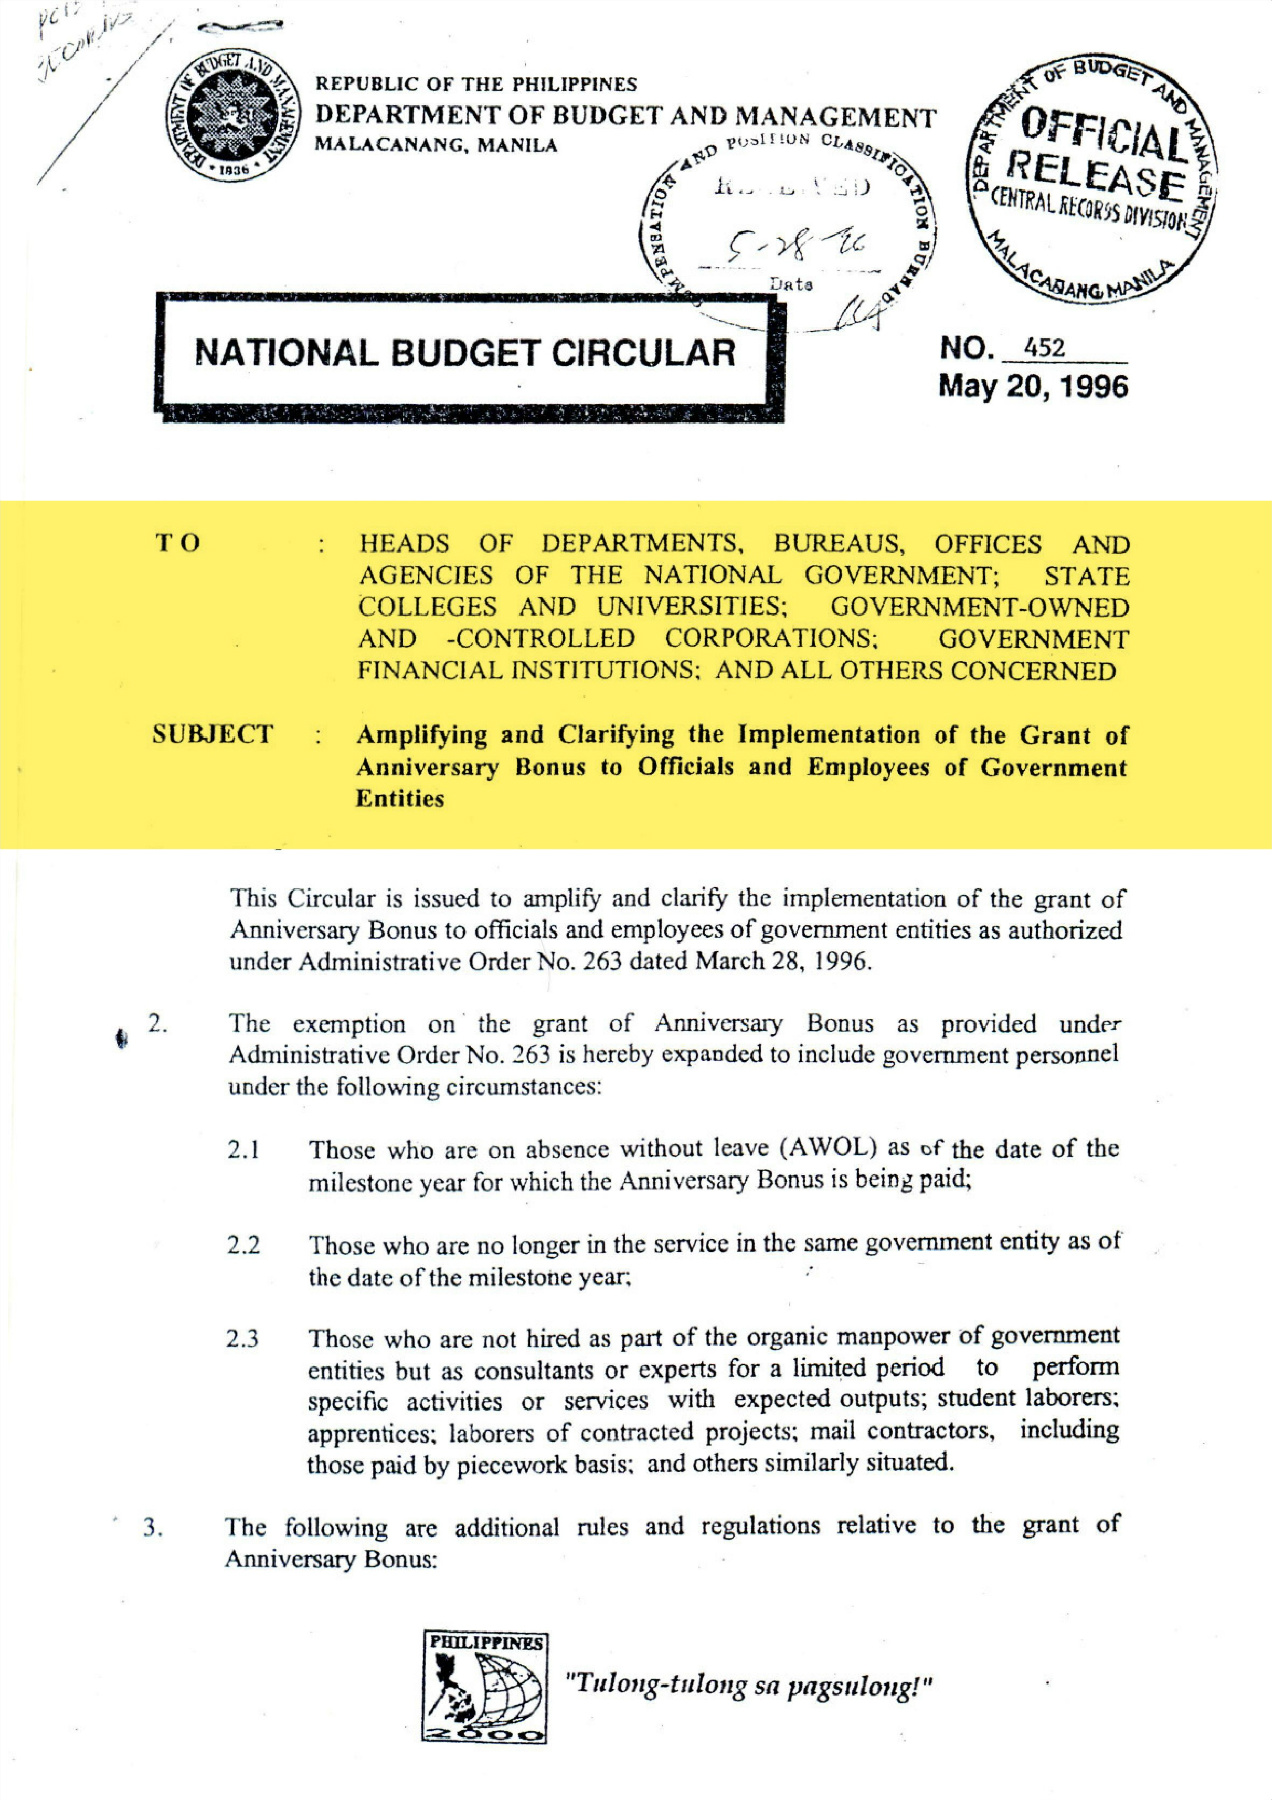 DEPARTMENT OF BUDGET AND MANAGEMENT
1936
REPUBLIC OF THE PHILIPPINES
DEPARTMENT OF BUDGET AND MANAGEMENT
MALACANANG, MANILA
COMPENSATION AND POSITION CLASSIFICATION BUREAU
5-28-96
Date
DEPARTMENT OF BUDGET AND MANAGEMENT
OFFICIAL
RELEASE
CENTRAL RECORDS DIVISION
MALACAÑANG MANILA
NATIONAL BUDGET CIRCULAR
NO. 452
May 20, 1996
TO : HEADS OF DEPARTMENTS, BUREAUS, OFFICES AND
AGENCIES OF THE NATIONAL GOVERNMENT; STATE
COLLEGES AND UNIVERSITIES; GOVERNMENT-OWNED
AND -CONTROLLED CORPORATIONS; GOVERNMENT
FINANCIAL INSTITUTIONS; AND ALL OTHERS CONCERNED
SUBJECT : Amplifying and Clarifying the Implementation of the Grant of
Anniversary Bonus to Officials and Employees of Government
Entities
This Circular is issued to amplify and clarify the implementation of the grant of
Anniversary Bonus to officials and employees of government entities as authorized
under Administrative Order No. 263 dated March 28, 1996.
2. The exemption on the grant of Anniversary Bonus as provided under
Administrative Order No. 263 is hereby expanded to include government personnel
under the following circumstances:
2.1 Those who are on absence without leave (AWOL) as of the date of the
milestone year for which the Anniversary Bonus is being paid;
2.2 Those who are no longer in the service in the same government entity as of
the date of the milestone year;
2.3 Those who are not hired as part of the organic manpower of government
entities but as consultants or experts for a limited period to perform
specific activities or services with expected outputs; student laborers;
apprentices; laborers of contracted projects; mail contractors, including
those paid by piecework basis; and others similarly situated.
3. The following are additional rules and regulations relative to the grant of
Anniversary Bonus:
PHILIPPINES
2000
"Tulong-tulong sa pagsulong!"